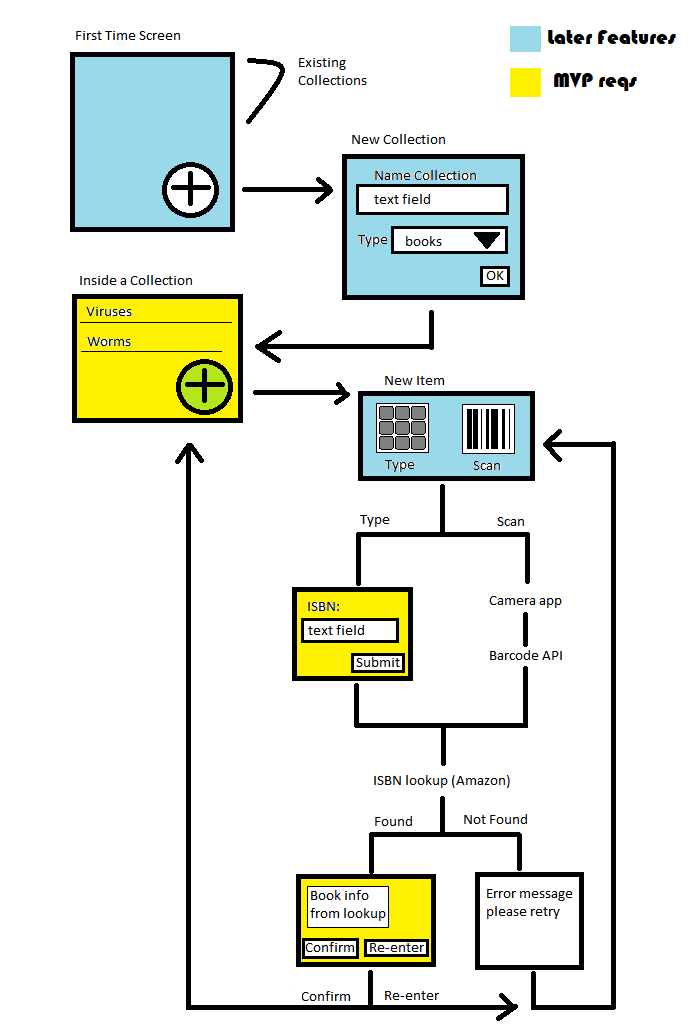 First Time Screen
Later Features
Existing
Collections
MVP reqs
New Collection
Name Collection
text field
Type
books
OK
Inside a Collection
Viruses
Worms
New Item
Type
Scan
Type
Scan
ISBN:
text field
Submit
Camera app
Barcode API
ISBN lookup (Amazon)
Found
Not Found
Book info
from lookup
Confirm
Re-enter
Error message
please retry
Confirm
Re-enter